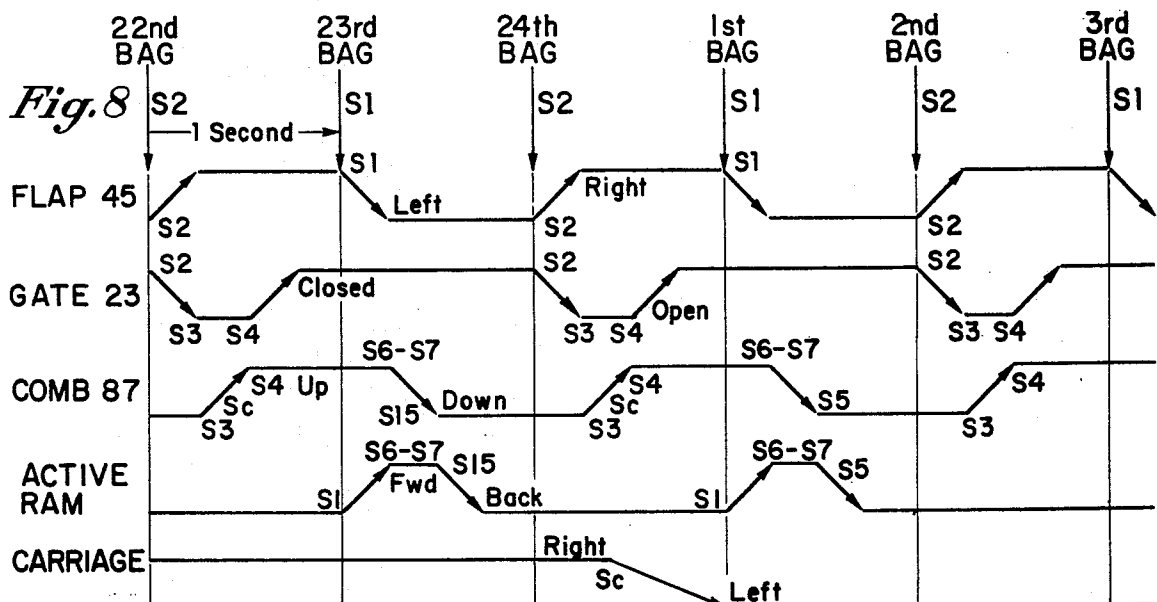 22nd BAG 23rd BAG 24th BAG 1st BAG 2nd BAG 3rd BAG
Fig. 8 S2 S1 S2 S1 S2 S1
1 Second
FLAP 45 S2 S1 Left S2 Right S1 S2
GATE 23 S2 S3 S4 Closed S2 S3 S4 Open S2 S3 S4
COMB 87 S3 Sc S4 Up S6-S7 S15 Down S3 Sc S4 S6-S7 S5 S3 S4
ACTIVE RAM S1 S6-S7 Fwd S15 Back S1 S6-S7 S5
CARRIAGE Right Sc Left